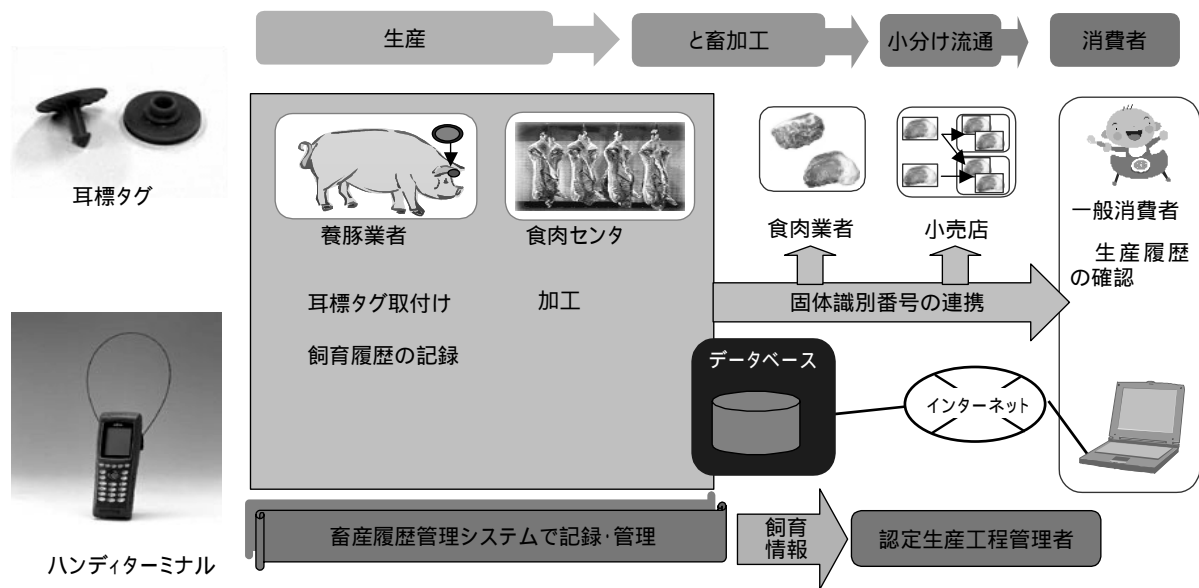 生産
と畜加工
小分け流通
消費者
耳標タグ
養豚業者
食肉センタ
食肉業者
小売店
一般消費者
生産履歴
の確認
耳標タグ取付け
加工
飼育履歴の記録
固体識別番号の連携
データベース
インターネット
ハンディターミナル
畜産履歴管理システムで記録・管理
飼育
情報
認定生産工程管理者